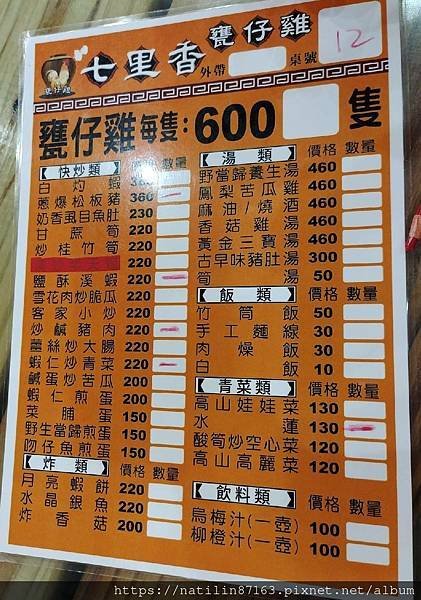 七里香 甕仔雞
外帶 桌號 12
甕仔雞
甕仔雞 每隻：600 隻
快炒類 價格 數量
白灼蝦 360
蔥爆松板豬 360
奶香虱目魚肚 230
甘蔗筍 220
炒桂竹筍 220
220
鹽酥溪蝦 220
雪花肉炒脆瓜 220
客家小炒 220
炒鹹豬肉 220
薑絲炒大腸 220
蝦仁炒青菜 220
鹹蛋炒苦瓜 200
蝦仁煎蛋 200
菜脯蛋 150
野生當歸煎蛋 150
吻仔魚煎蛋 150
炸類 價格 數量
月亮蝦餅 220
水晶銀魚 220
炸香菇 200
湯類 價格 數量
野當歸養生湯 460
鳳梨苦瓜雞 460
麻油/燒酒 460
香菇雞湯 460
黃金三寶湯 460
古早味豬肚湯 300
筍湯 50
飯類 價格 數量
竹筒飯 50
手工麵線 30
肉燥飯 30
白飯 10
青菜類 價格 數量
高山娃娃菜 130
水蓮 130
酸筍炒空心菜 120
高山高麗菜 120
飲料類 價格 數量
烏梅汁(一壺) 100
柳橙汁(一壺) 100
https://natilin87163.pixnet.net/album